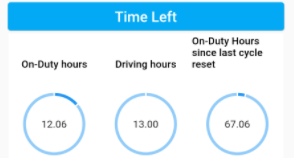 Time Left
On-Duty hours
Driving hours
On-Duty Hours
since last cycle
reset
12.06
13.00
67.06